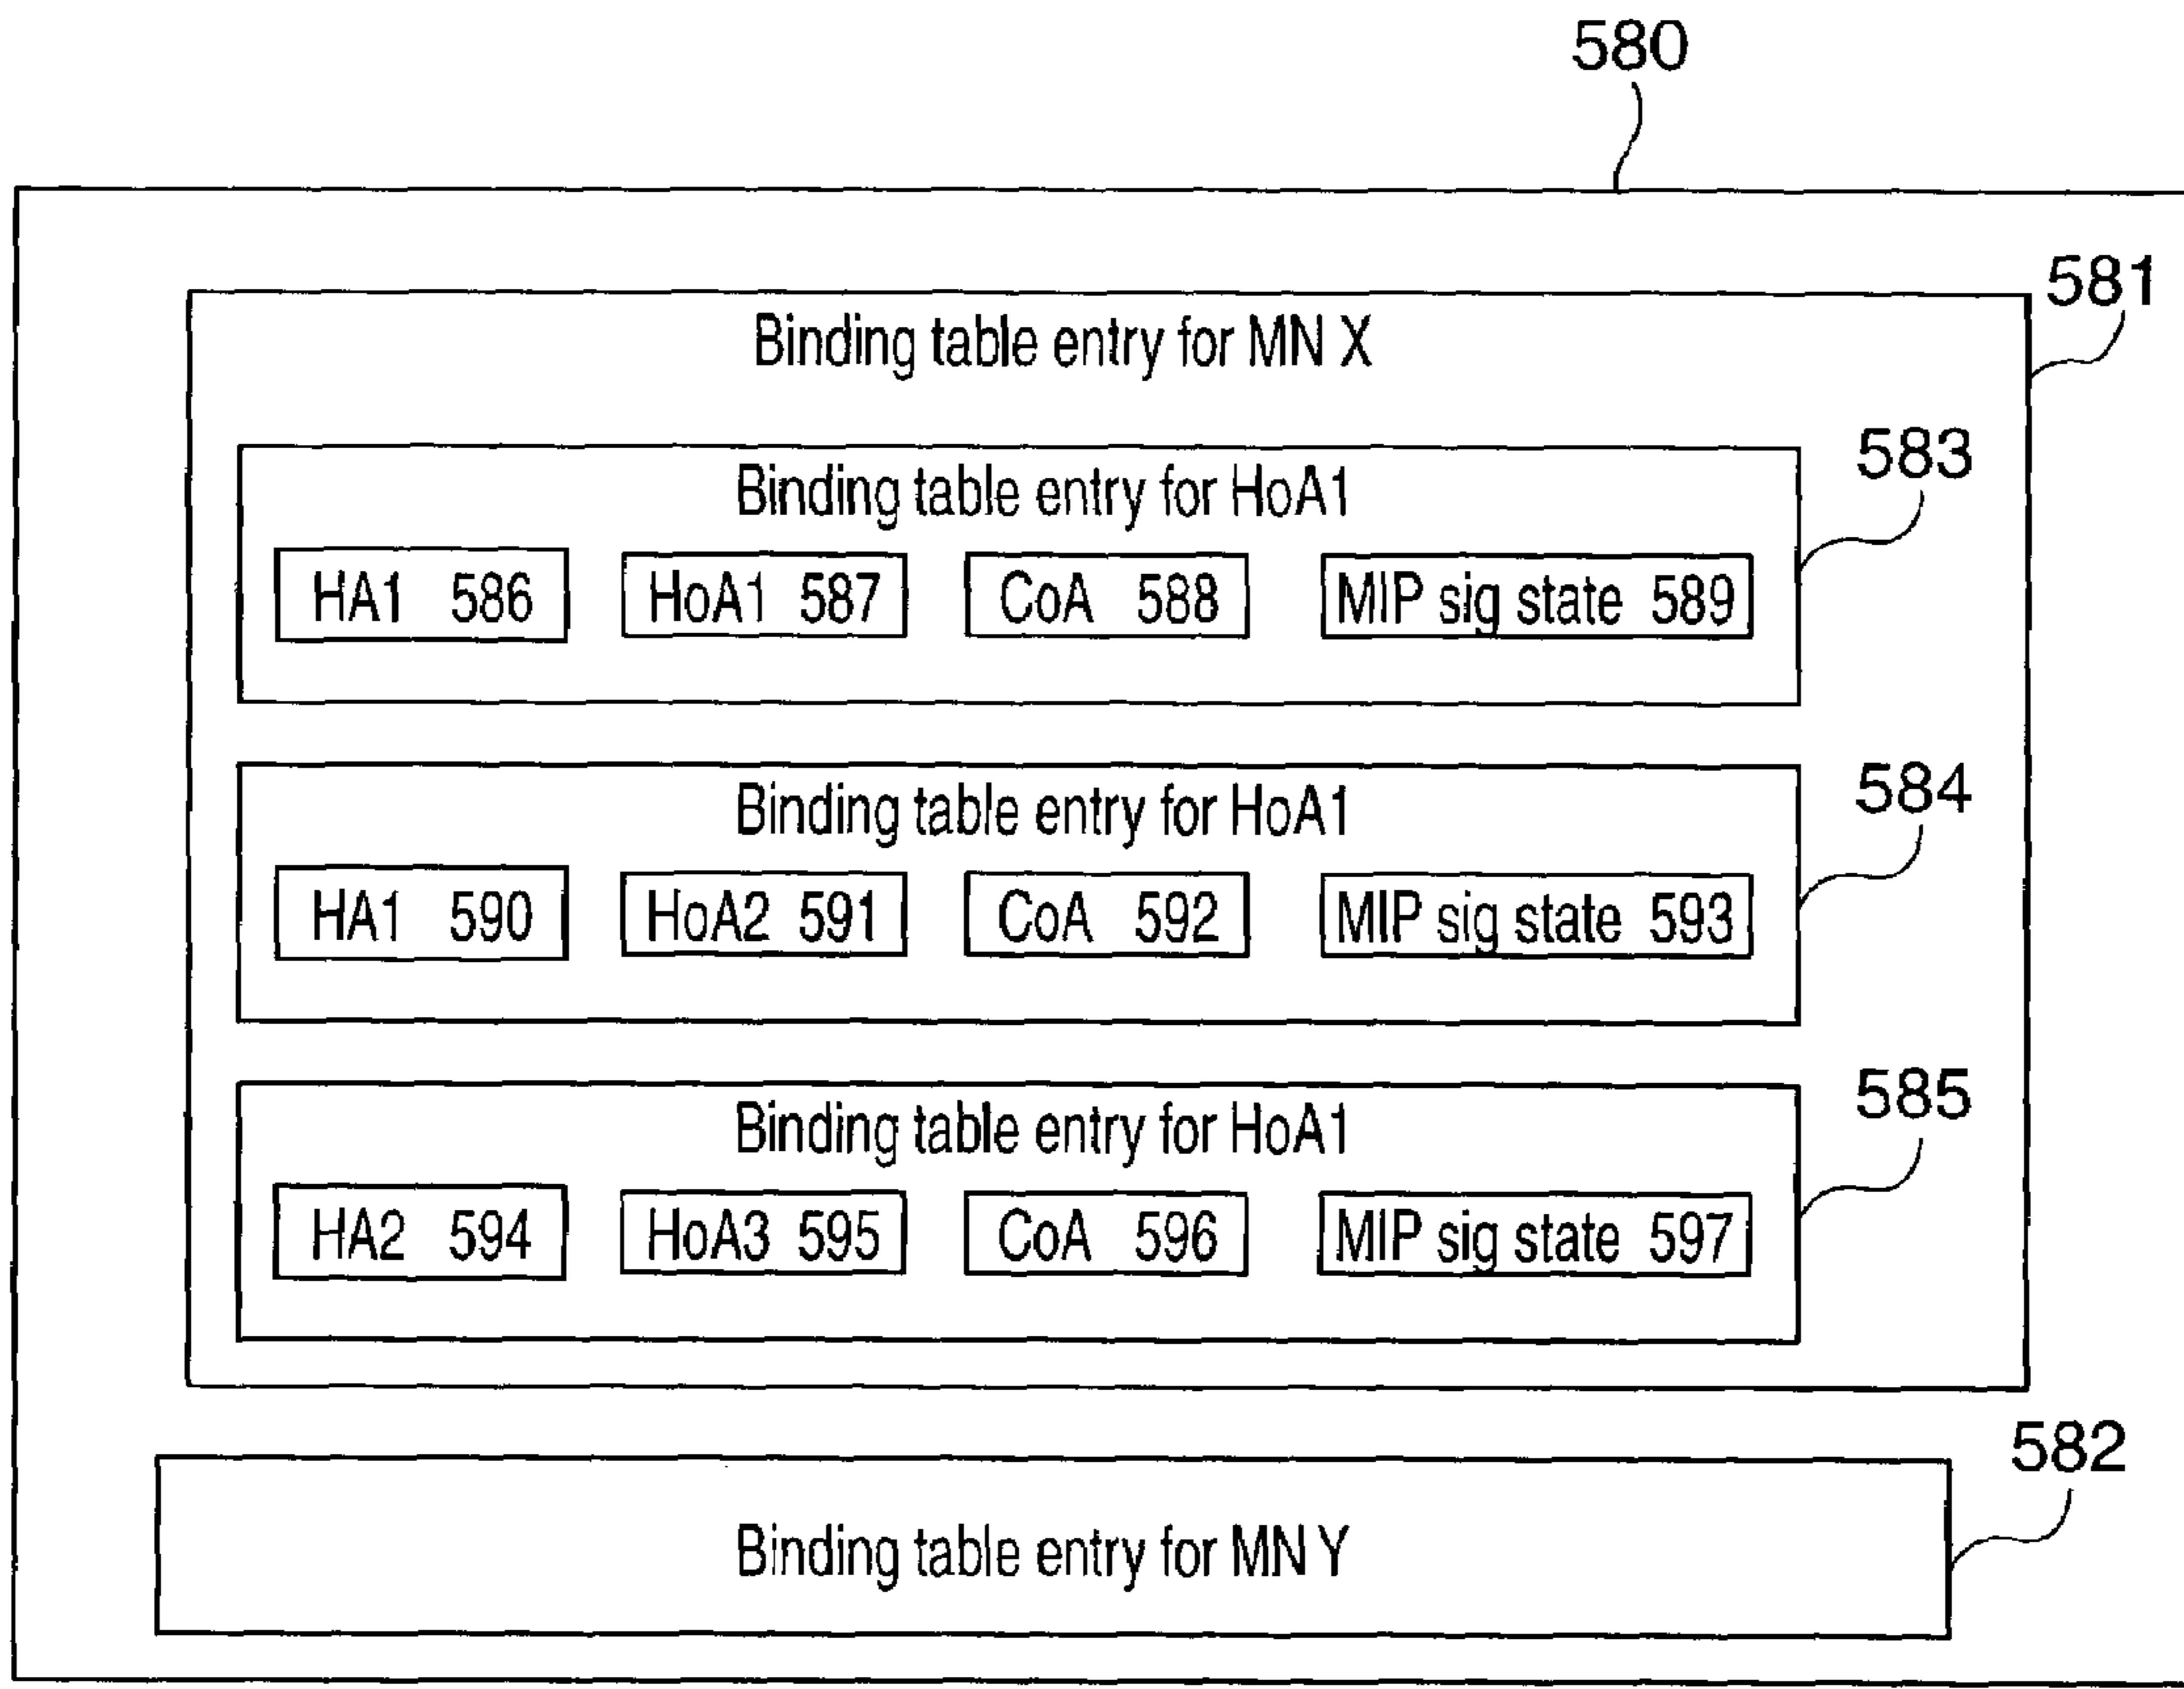 580
581
Binding table entry for MN X
583
Binding table entry for HoA1
HA1 586 HoA1 587 CoA 588 MIP sig state 589
584
Binding table entry for HoA1
HA1 590 HoA2 591 CoA 592 MIP sig state 593
585
Binding table entry for HoA1
HA2 594 HoA3 595 CoA 596 MIP sig state 597
582
Binding table entry for MN Y